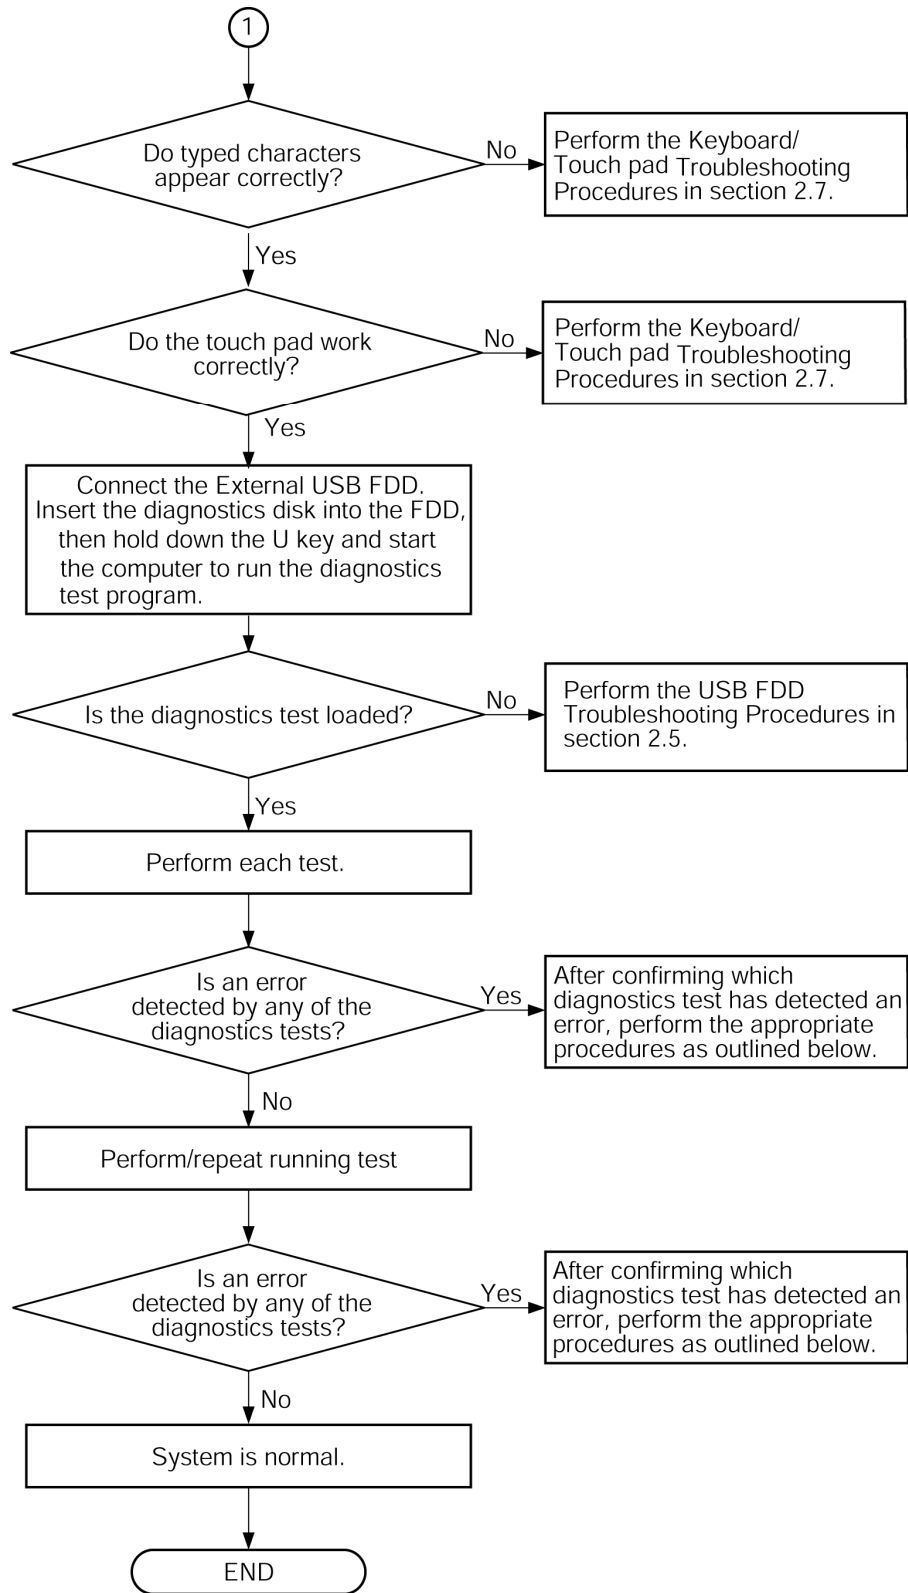 1
Do typed characters
appear correctly?
No
Perform the Keyboard/
Touch pad Troubleshooting
Procedures in section 2.7.
Yes
Do the touch pad work
correctly?
No
Perform the Keyboard/
Touch pad Troubleshooting
Procedures in section 2.7.
Yes
Connect the External USB FDD.
Insert the diagnostics disk into the FDD,
then hold down the U key and start
the computer to run the diagnostics
test program.
Is the diagnostics test loaded?
No
Perform the USB FDD
Troubleshooting Procedures in
section 2.5.
Yes
Perform each test.
Is an error
detected by any of the
diagnostics tests?
Yes
After confirming which
diagnostics test has detected an
error, perform the appropriate
procedures as outlined below.
No
Perform/repeat running test
Is an error
detected by any of the
diagnostics tests?
Yes
After confirming which
diagnostics test has detected an
error, perform the appropriate
procedures as outlined below.
No
System is normal.
END